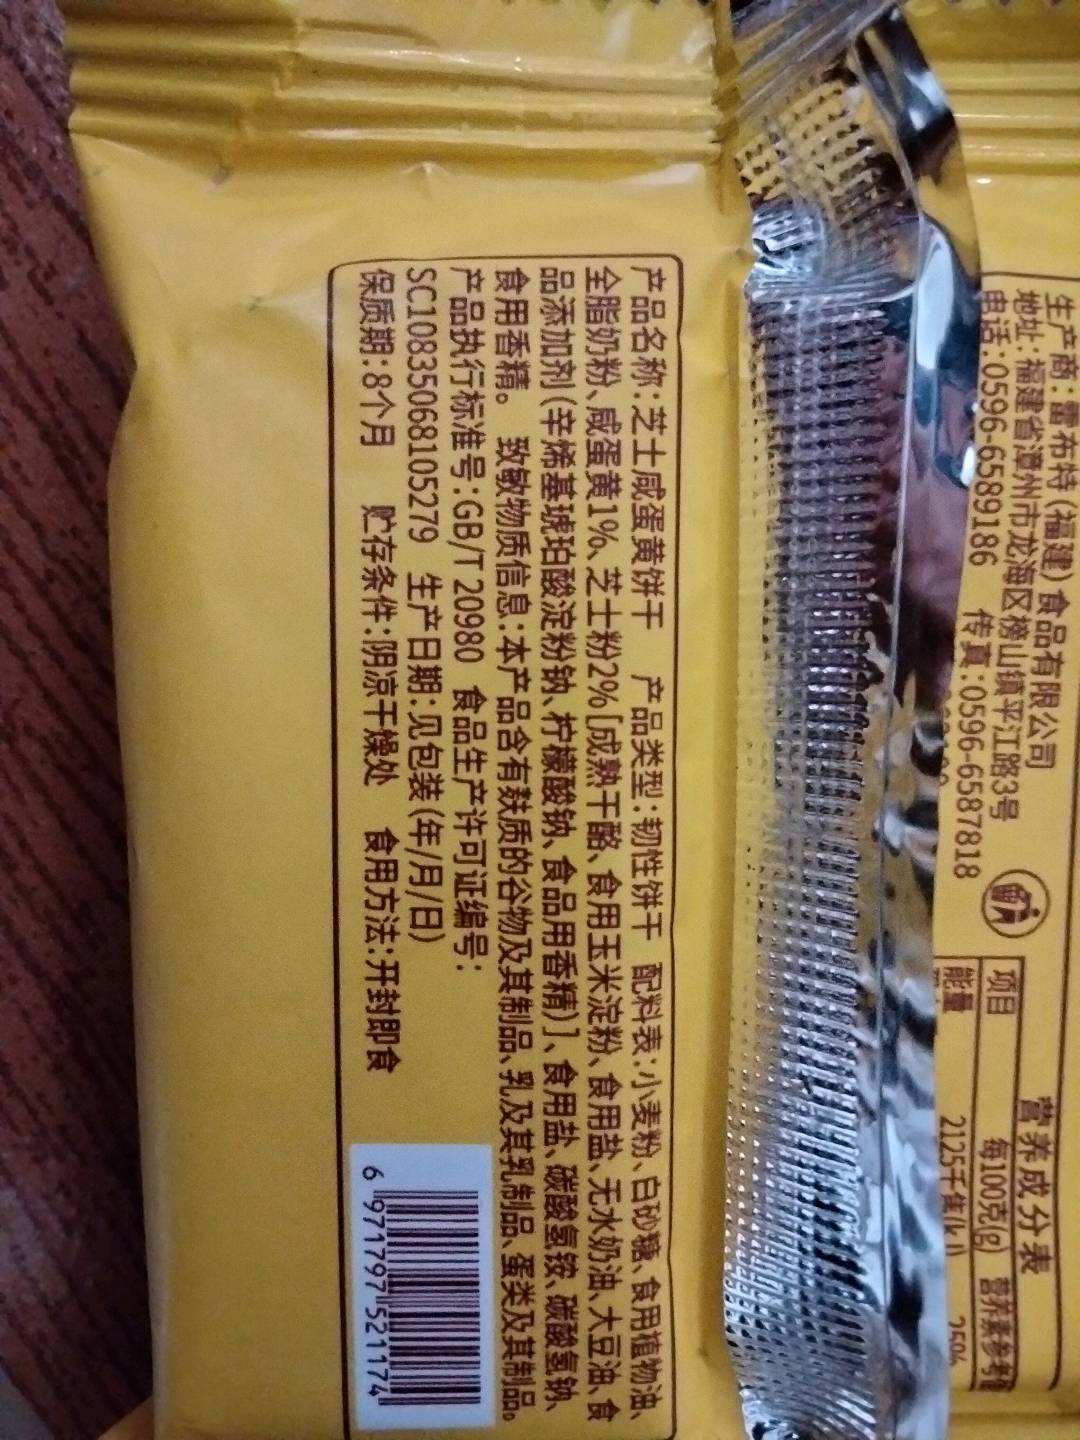 生产商:雷布特(福建)食品有限公司
地址:福建省漳州市龙海区榜山镇平江路3号
电话:0596-6589186 传真:0596-6587818
营养成分表
项目 每100克(g) 营养素参考值
能量 2125千焦(kJ) 25%
产品名称:芝士咸蛋黄饼干 产品类型:韧性饼干 配料表:小麦粉、白砂糖、食用植物油、
全脂奶粉、咸蛋黄1%、芝士粉2%[成熟干酪、食用玉米淀粉、食用盐、无水奶油、大豆油、食
品添加剂(辛烯基琥珀酸淀粉钠、柠檬酸钠、食品用香精)]、食用盐、碳酸氢铵、碳酸氢钠、
食用香精。 致敏物质信息:本产品含有麸质的谷物及其制品、乳及其乳制品、蛋类及其制品。
产品执行标准号:GB/T 20980 食品生产许可证编号:
SC10835068105279 生产日期:见包装(年/月/日)
保质期:8个月 贮存条件:阴凉干燥处 食用方法:开封即食
6 971797 521174